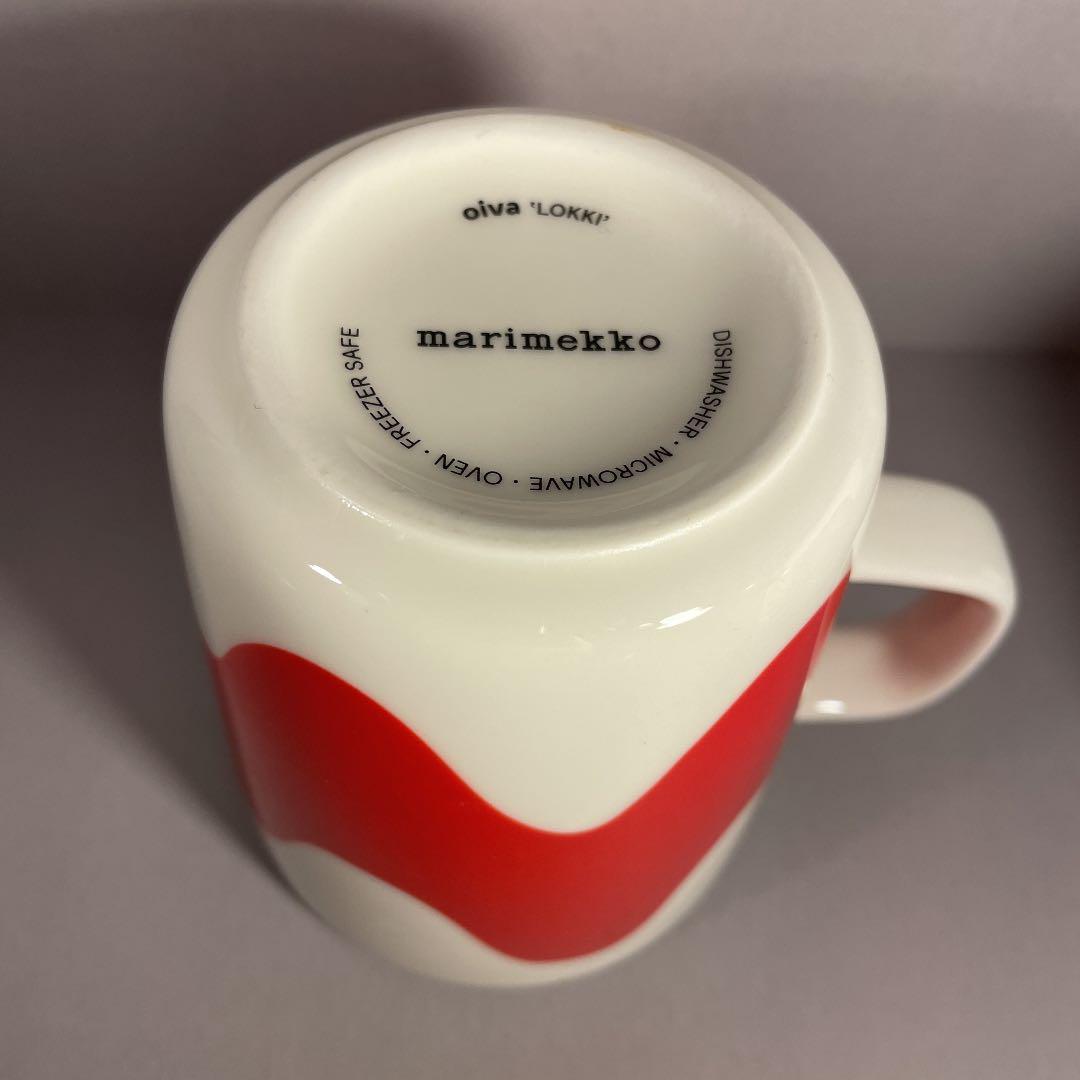 oiva 'LOKKI'
marimekko
DISHWASHER · MICROWAVE · OVEN · FREEZER SAFE